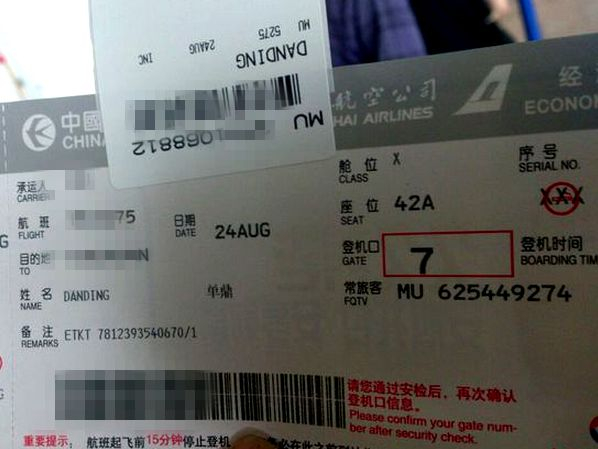 MU 5275
24AUG INC
DANDING
MU 1068812
中國
航空公司
经
CHINA
HAI AIRLINES
ECONOM
承运人
CARRIER
舱位 X
CLASS
序号
SERIAL NO.
航班 75
FLIGHT
日期 24AUG
DATE
座位 42A
SEAT
XXX
目的地 N
TO
登机口 7
GATE
登机时间
BOARDING TIM
姓名 DANDING 单鼎
NAME
常旅客 MU 625449274
FQTV
备注 ETKT 7812393540670/1
REMARKS
请您通过安检后，再次确认
登机口信息。
Please confirm your gate num-
ber after security check.
重要提示： 航班起飞前15分钟停止登机